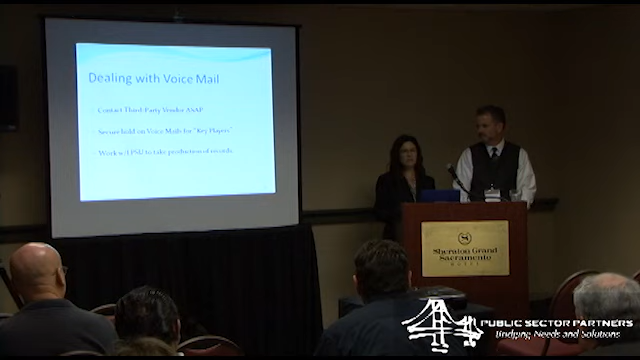 Dealing with Voice Mail
- Contact Third-Party Vendor ASAP
- Secure hold on Voice Mails for "Key Players"
to take production of records.
Sheraton Grand
Sacramento
HOTEL
PUBLIC SECTOR PARTNERS
Bridging Needs and Solutions